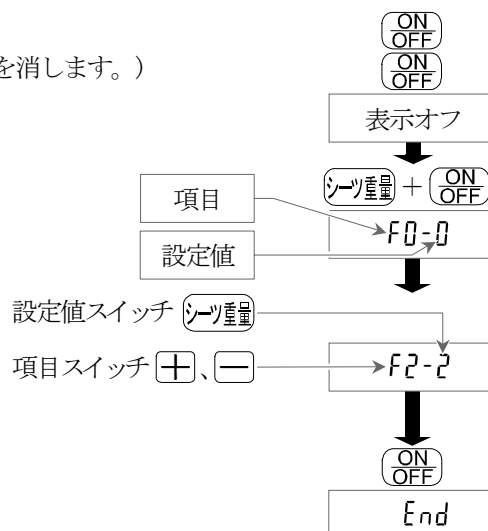 ON
OFF
を消します。)
ON
OFF
表示オフ
シーツ重量 + ON
OFF
項目
F0-0
設定値
設定値スイッチ シーツ重量
項目スイッチ +、-
F2-2
ON
OFF
End